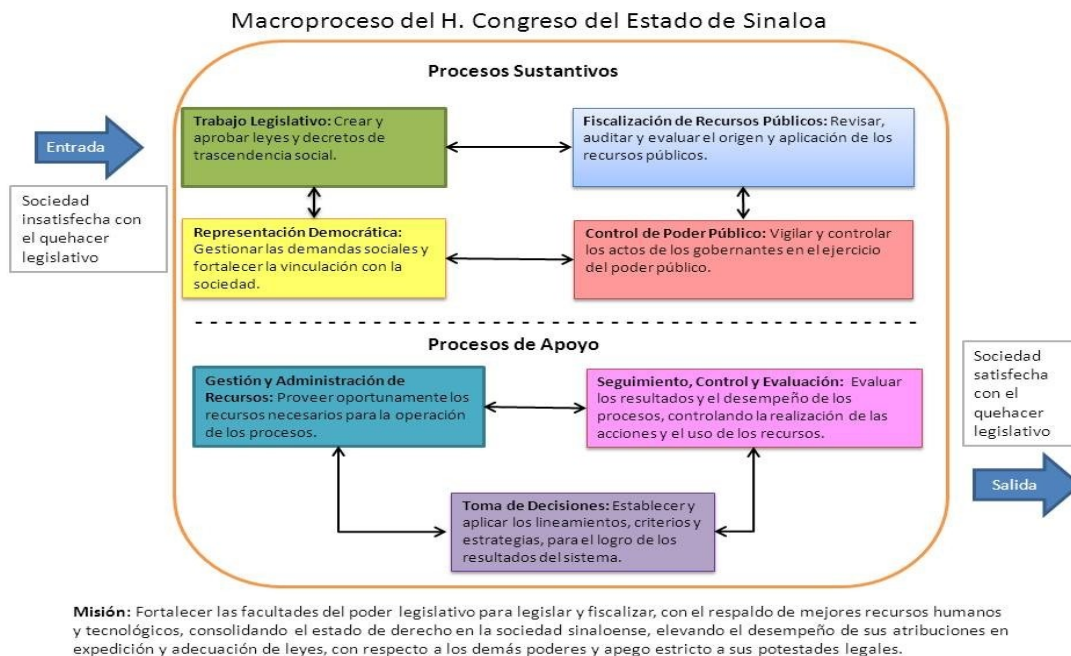 Macroproceso del H. Congreso del Estado de Sinaloa
Procesos Sustantivos
Entrada
Sociedad
insatisfecha con
el quehacer
legislativo
Trabajo Legislativo: Crear y
aprobar leyes y decretos de
trascendencia social.
Fiscalización de Recursos Públicos: Revisar,
auditar y evaluar el origen y aplicación de los
recursos públicos.
Representación Democrática:
Gestionar las demandas sociales y
fortalecer la vinculación con la
sociedad.
Control de Poder Público: Vigilar y controlar
los actos de los gobernantes en el ejercicio
del poder público.
Procesos de Apoyo
Gestión y Administración de
Recursos: Proveer oportunamente los
recursos necesarios para la operación
de los procesos.
Seguimiento, Control y Evaluación: Evaluar
los resultados y el desempeño de los
procesos, controlando la realización de las
acciones y el uso de los recursos.
Toma de Decisiones: Establecer y
aplicar los lineamientos, criterios y
estrategias, para el logro de los
resultados del sistema.
Sociedad
satisfecha
con el
quehacer
legislativo
Salida
Misión: Fortalecer las facultades del poder legislativo para legislar y fiscalizar, con el respaldo de mejores recursos humanos
y tecnológicos, consolidando el estado de derecho en la sociedad sinaloense, elevando el desempeño de sus atribuciones en
expedición y adecuación de leyes, con respecto a los demás poderes y apego estricto a sus potestades legales.